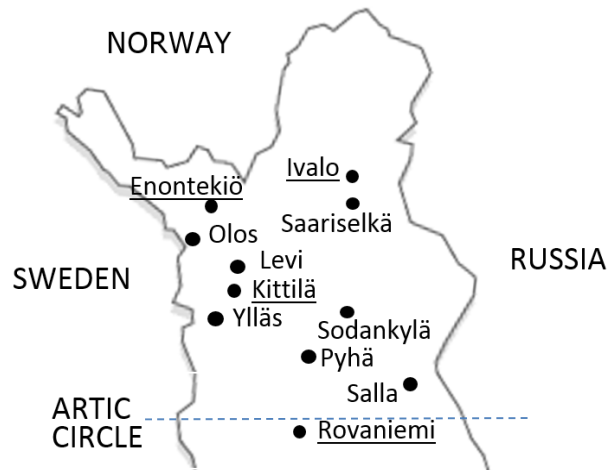 NORWAY
Ivalo
Enontekiö
Saariselkä
Olos
Levi
RUSSIA
SWEDEN
Kittilä
Ylläs
Sodankylä
Pyhä
Salla
ARTIC
CIRCLE
Rovaniemi